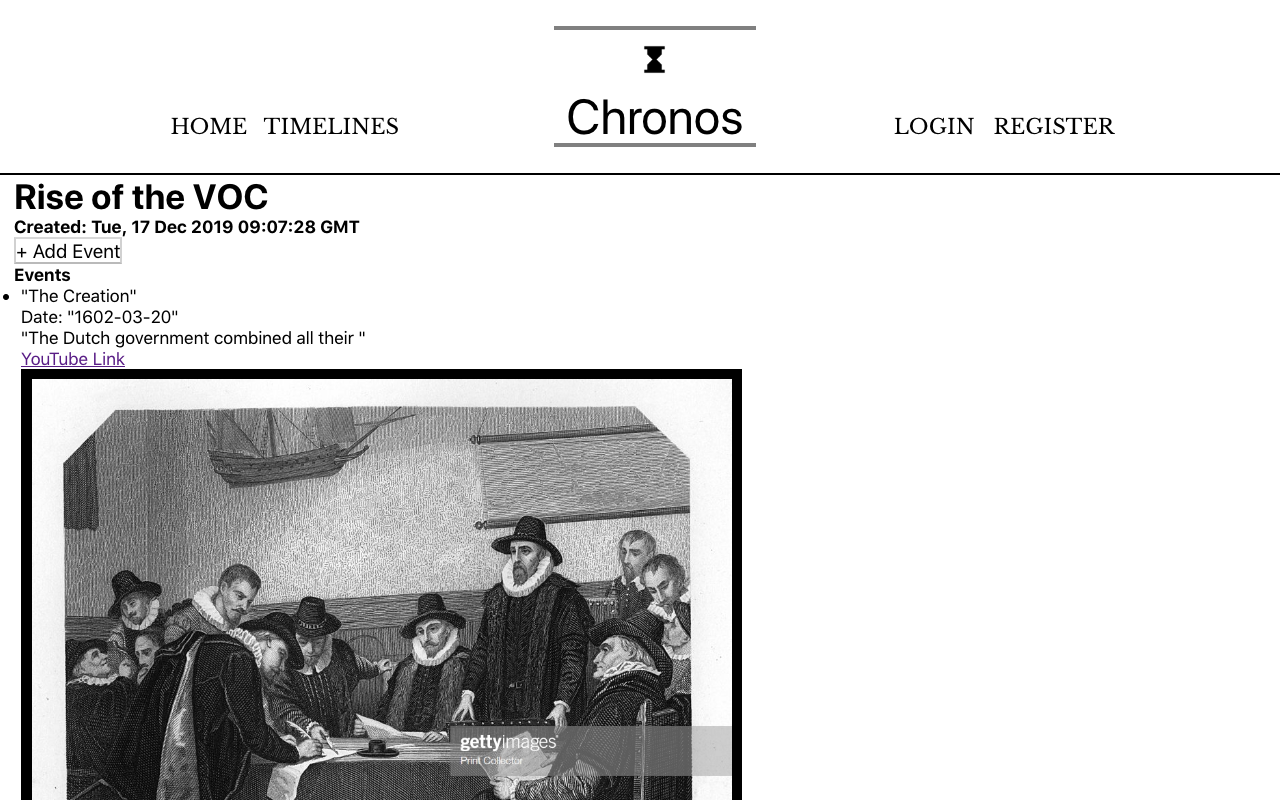 Chronos
HOME TIMELINES
LOGIN REGISTER
Rise of the VOC
Created: Tue, 17 Dec 2019 09:07:28 GMT
+ Add Event
Events
"The Creation"
Date: "1602-03-20"
"The Dutch government combined all their "
YouTube Link
gettyimages
Print Collector